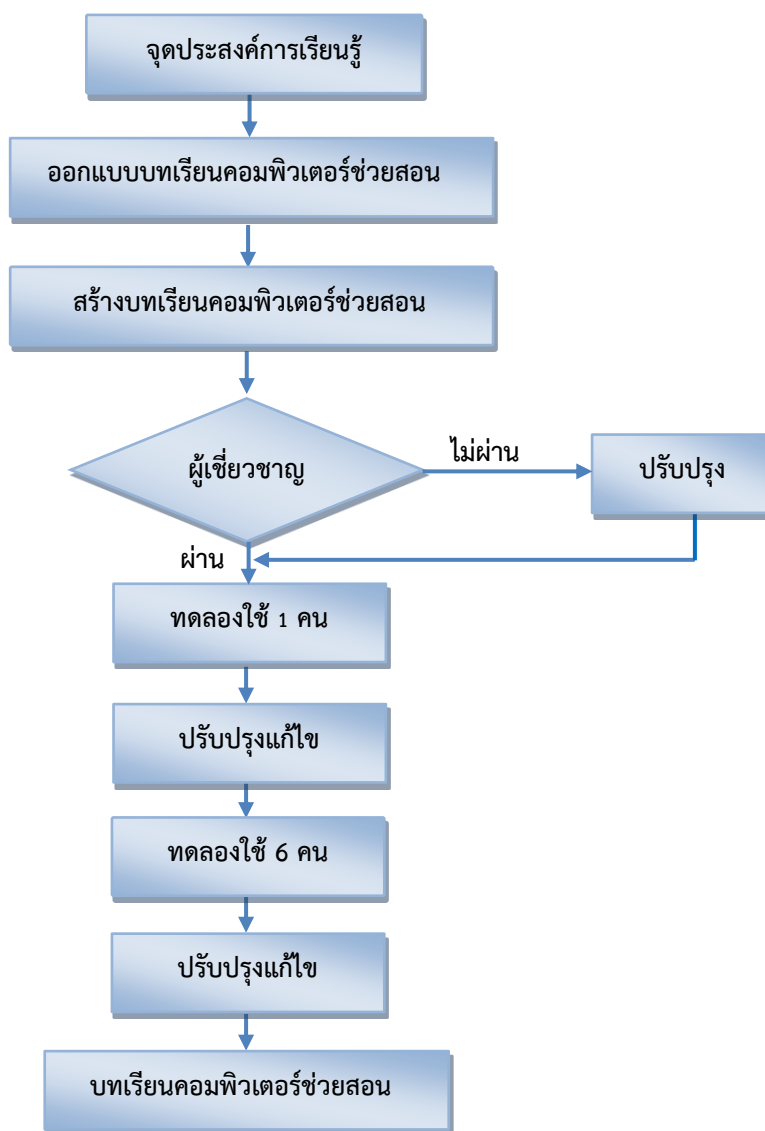 จุดประสงค์การเรียนรู้
ออกแบบบทเรียนคอมพิวเตอร์ช่วยสอน
สร้างบทเรียนคอมพิวเตอร์ช่วยสอน
ผู้เชี่ยวชาญ
ไม่ผ่าน
ปรับปรุง
ผ่าน
ทดลองใช้ 1 คน
ปรับปรุงแก้ไข
ทดลองใช้ 6 คน
ปรับปรุงแก้ไข
บทเรียนคอมพิวเตอร์ช่วยสอน